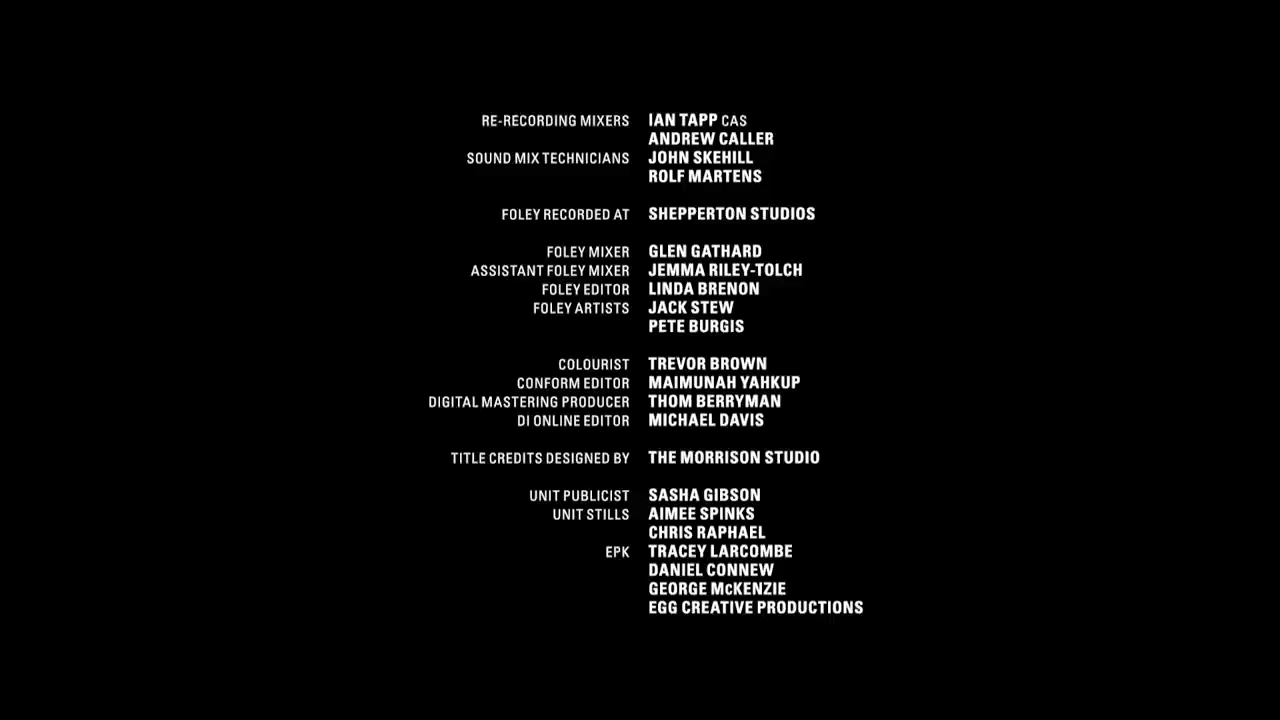 RE-RECORDING MIXERS IAN TAPP CAS
ANDREW CALLER
SOUND MIX TECHNICIANS JOHN SKEHILL
ROLF MARTENS
FOLEY RECORDED AT SHEPPERTON STUDIOS
FOLEY MIXER GLEN GATHARD
ASSISTANT FOLEY MIXER JEMMA RILEY-TOLCH
FOLEY EDITOR LINDA BRENON
FOLEY ARTISTS JACK STEW
PETE BURGIS
COLOURIST TREVOR BROWN
CONFORM EDITOR MAIMUNAH YAHKUP
DIGITAL MASTERING PRODUCER THOM BERRYMAN
DI ONLINE EDITOR MICHAEL DAVIS
TITLE CREDITS DESIGNED BY THE MORRISON STUDIO
UNIT PUBLICIST SASHA GIBSON
UNIT STILLS AIMEE SPINKS
CHRIS RAPHAEL
EPK TRACEY LARCOMBE
DANIEL CONNEW
GEORGE McKENZIE
EGG CREATIVE PRODUCTIONS